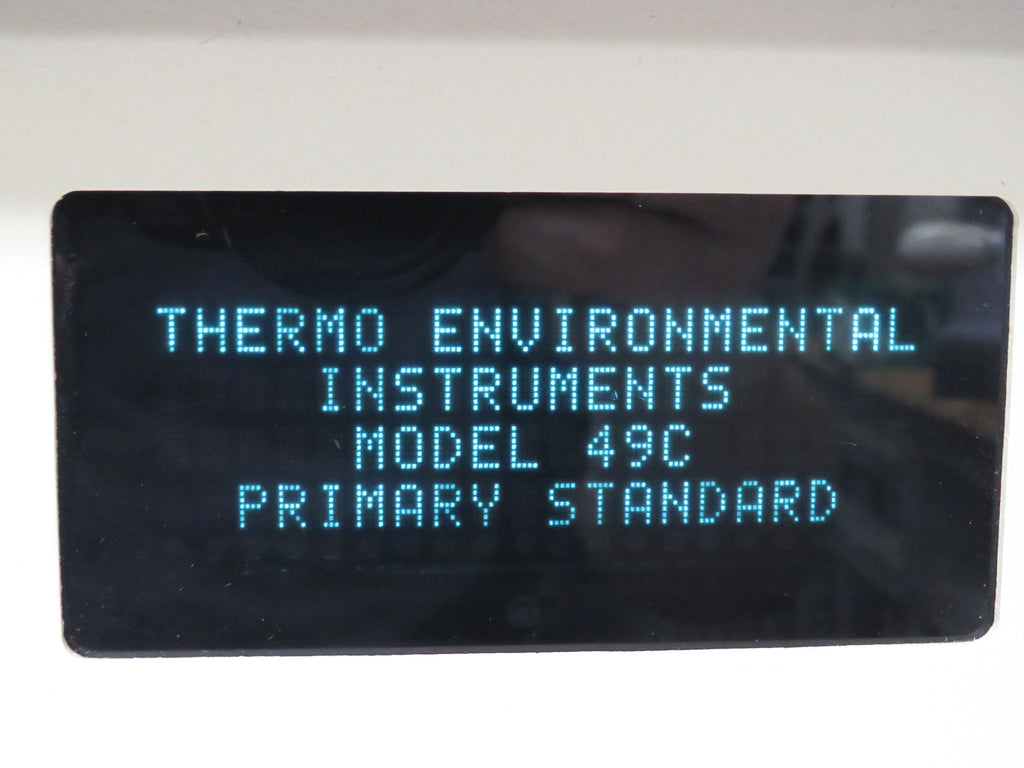 THERMO ENVIRONMENTAL
INSTRUMENTS
MODEL 49C
PRIMARY STANDARD